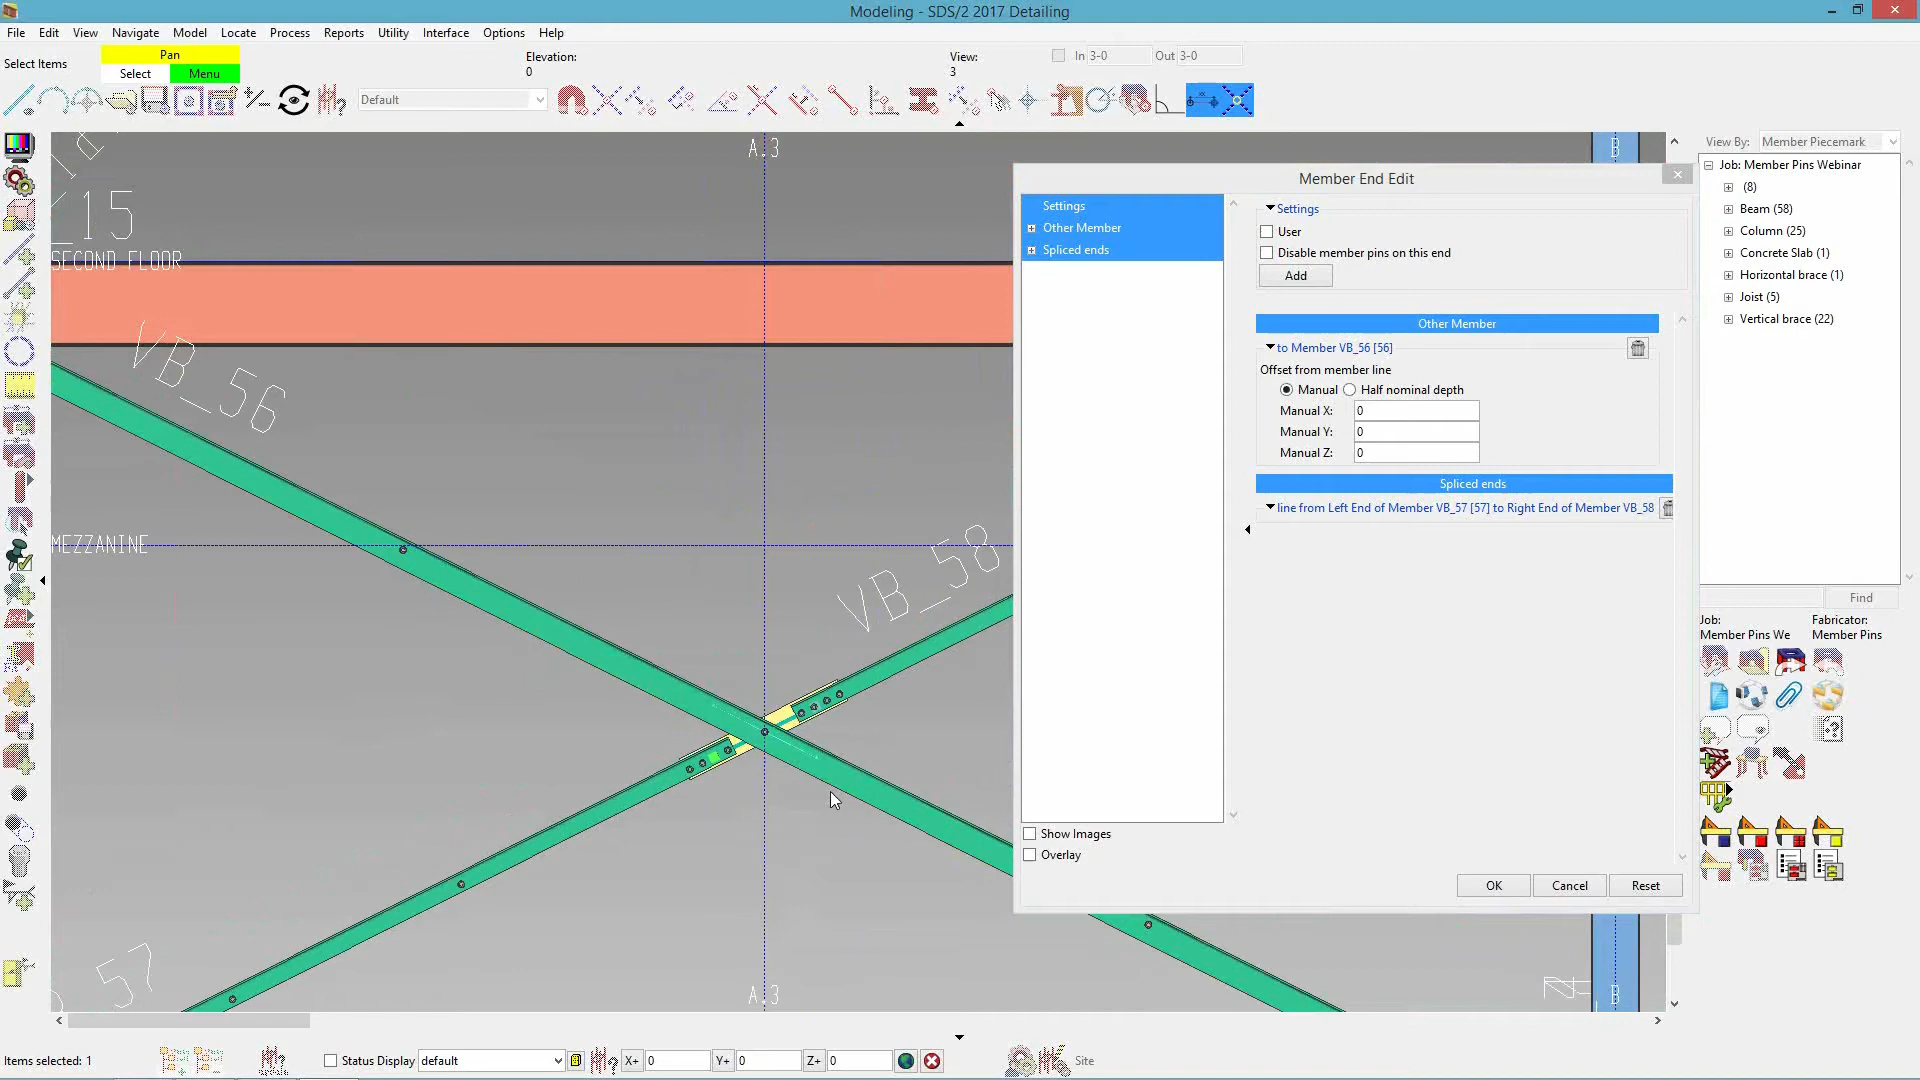 Modeling - SDS/2 2017 Detailing
File Edit View Navigate Model Locate Process Reports Utility Interface Options Help
Select Items
Pan
Select Menu
Elevation:
0
View:
3
In 3-0 Out 3-0
Default
A.3
B
_15
SECOND FLOOR
VB_56
MEZZANINE
VB_58
57
A.3
B
Member End Edit
Settings
Other Member
Spliced ends
Settings
User
Disable member pins on this end
Add
Other Member
to Member VB_56 [56]
Offset from member line
Manual Half nominal depth
Manual X: 0
Manual Y: 0
Manual Z: 0
Spliced ends
line from Left End of Member VB_57 [57] to Right End of Member VB_58
Show Images
Overlay
OK Cancel Reset
View By: Member Piecemark
Job: Member Pins Webinar
(8)
Beam (58)
Column (25)
Concrete Slab (1)
Horizontal brace (1)
Joist (5)
Vertical brace (22)
Find
Job: Fabricator:
Member Pins We Member Pins
Items selected: 1
Status Display default
X+ 0 Y+ 0 Z+ 0
Site